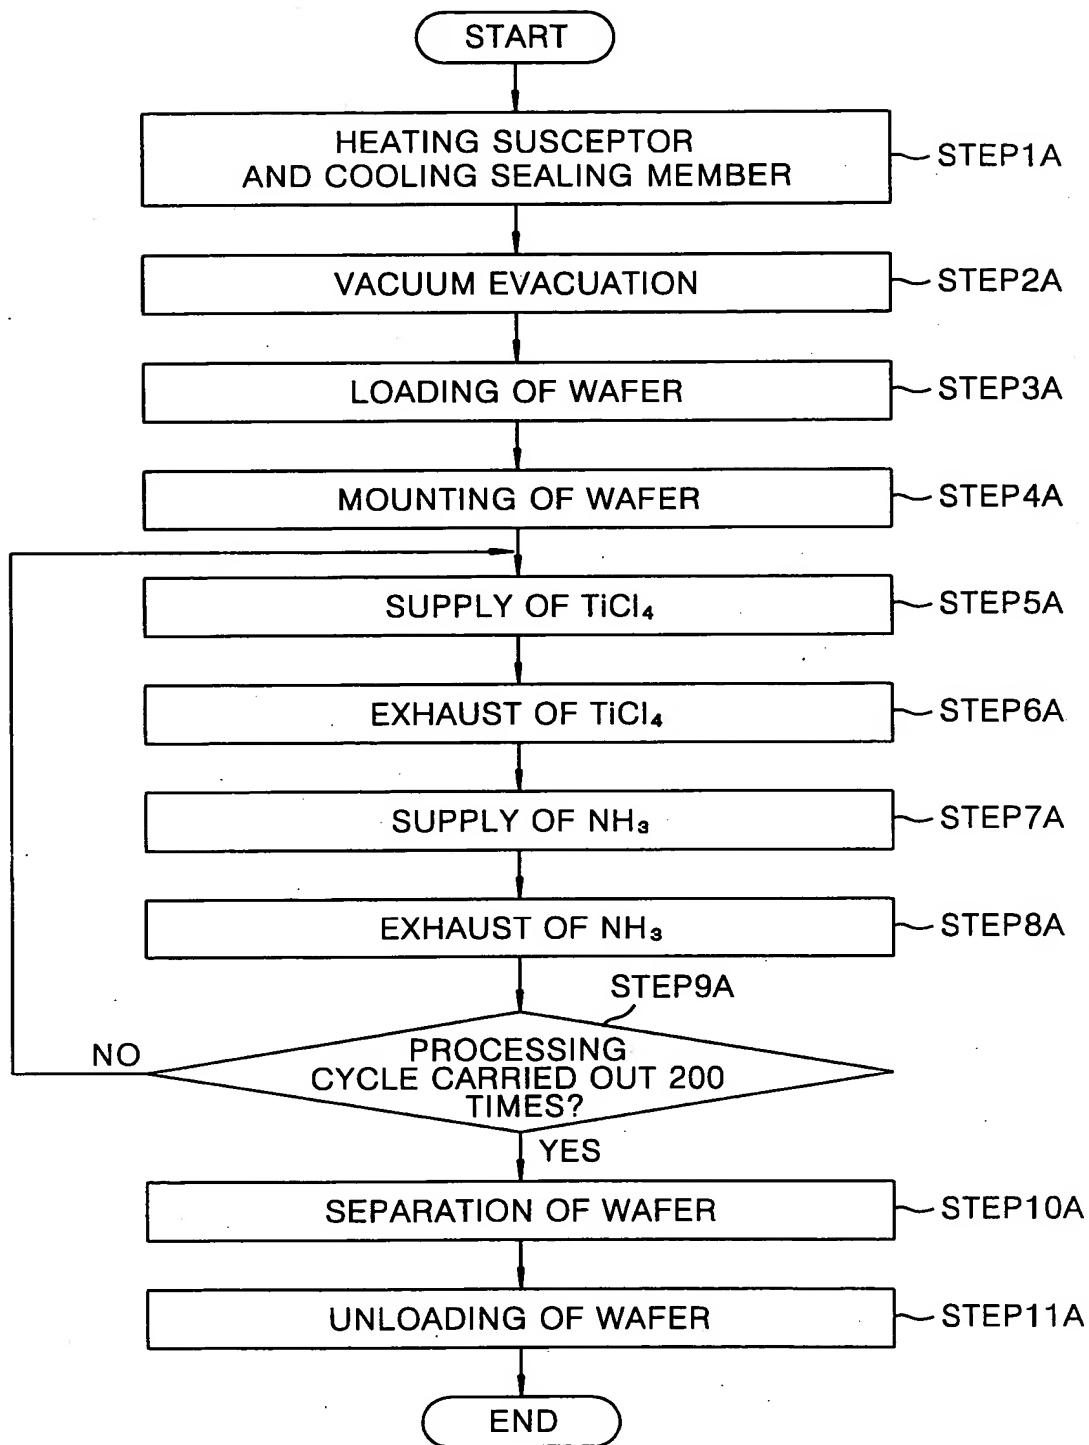 START
HEATING SUSCEPTOR
AND COOLING SEALING MEMBER
STEP1A
VACUUM EVACUATION
STEP2A
LOADING OF WAFER
STEP3A
MOUNTING OF WAFER
STEP4A
SUPPLY OF TiCl₄
STEP5A
EXHAUST OF TiCl₄
STEP6A
SUPPLY OF NH₃
STEP7A
EXHAUST OF NH₃
STEP8A
STEP9A
NO
PROCESSING
CYCLE CARRIED OUT 200
TIMES?
YES
SEPARATION OF WAFER
STEP10A
UNLOADING OF WAFER
STEP11A
END